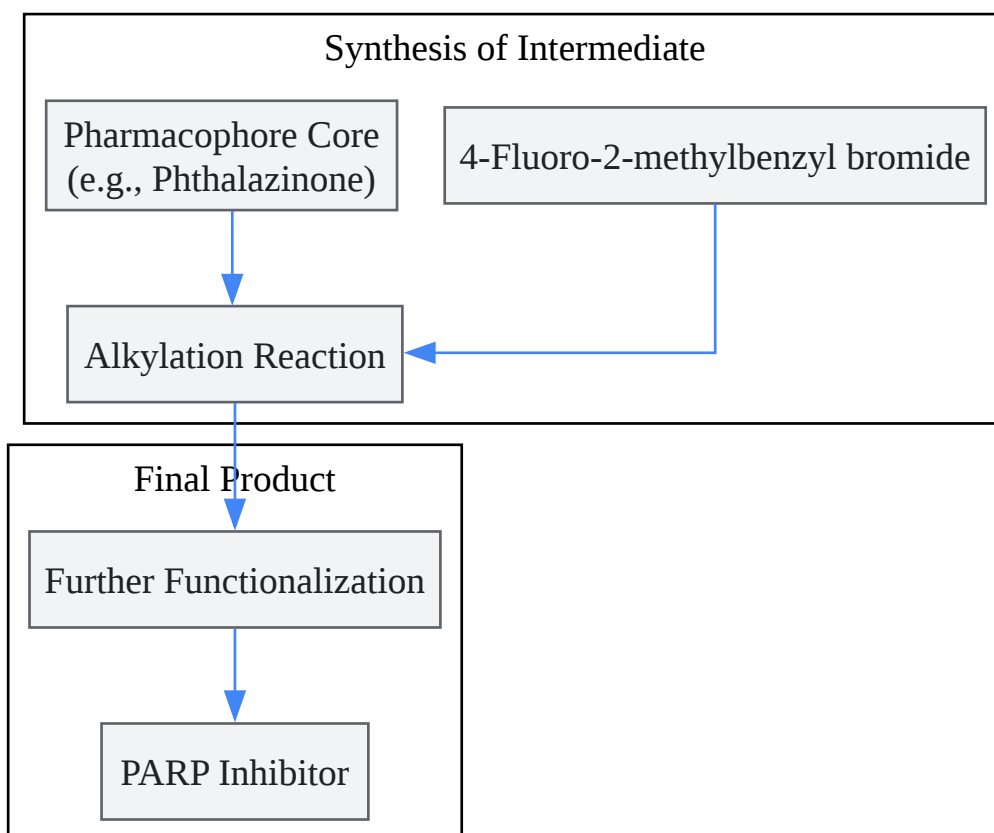 Synthesis of Intermediate
Pharmacophore Core
(e.g., Phthalazinone)
4-Fluoro-2-methylbenzyl bromide
Alkylation Reaction
Final Product
Further Functionalization
PARP Inhibitor